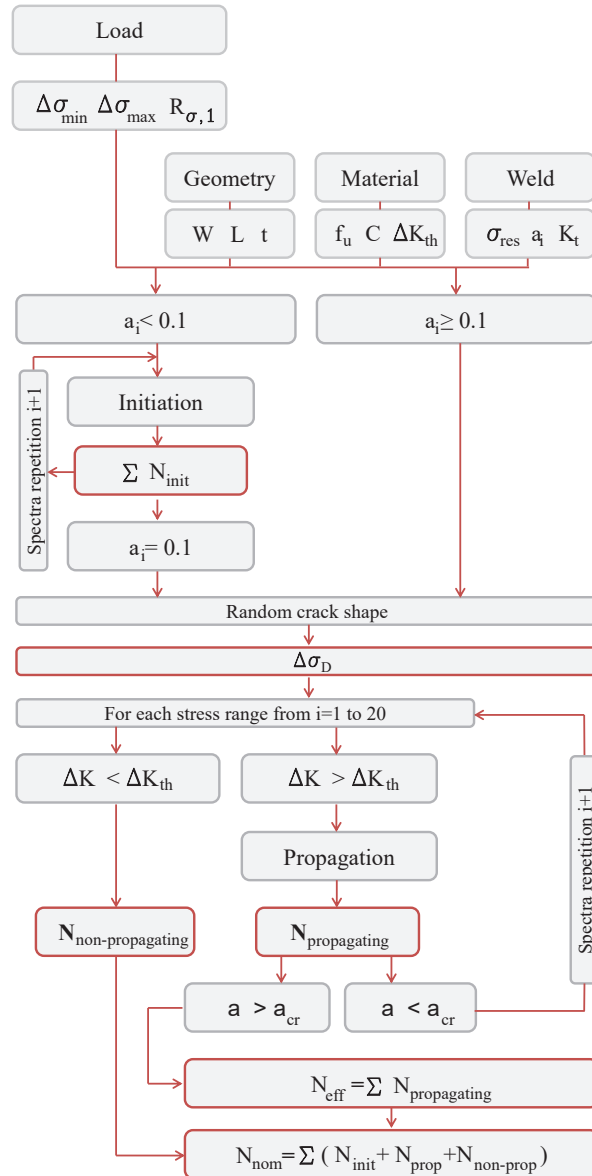 Load
Δσmin Δσmax Rσ,1
Geometry
Material
Weld
W L t
fu C ΔKth
σres ai Kt
ai< 0.1
ai≥ 0.1
Spectra repetition i+1
Initiation
Σ Ninit
ai= 0.1
Random crack shape
ΔσD
For each stress range from i=1 to 20
ΔK < ΔKth
ΔK > ΔKth
Spectra repetition i+1
Propagation
Nnon-propagating
Npropagating
a > acr
a < acr
Neff =Σ Npropagating
Nnom=Σ ( Ninit+ Nprop+Nnon-prop)